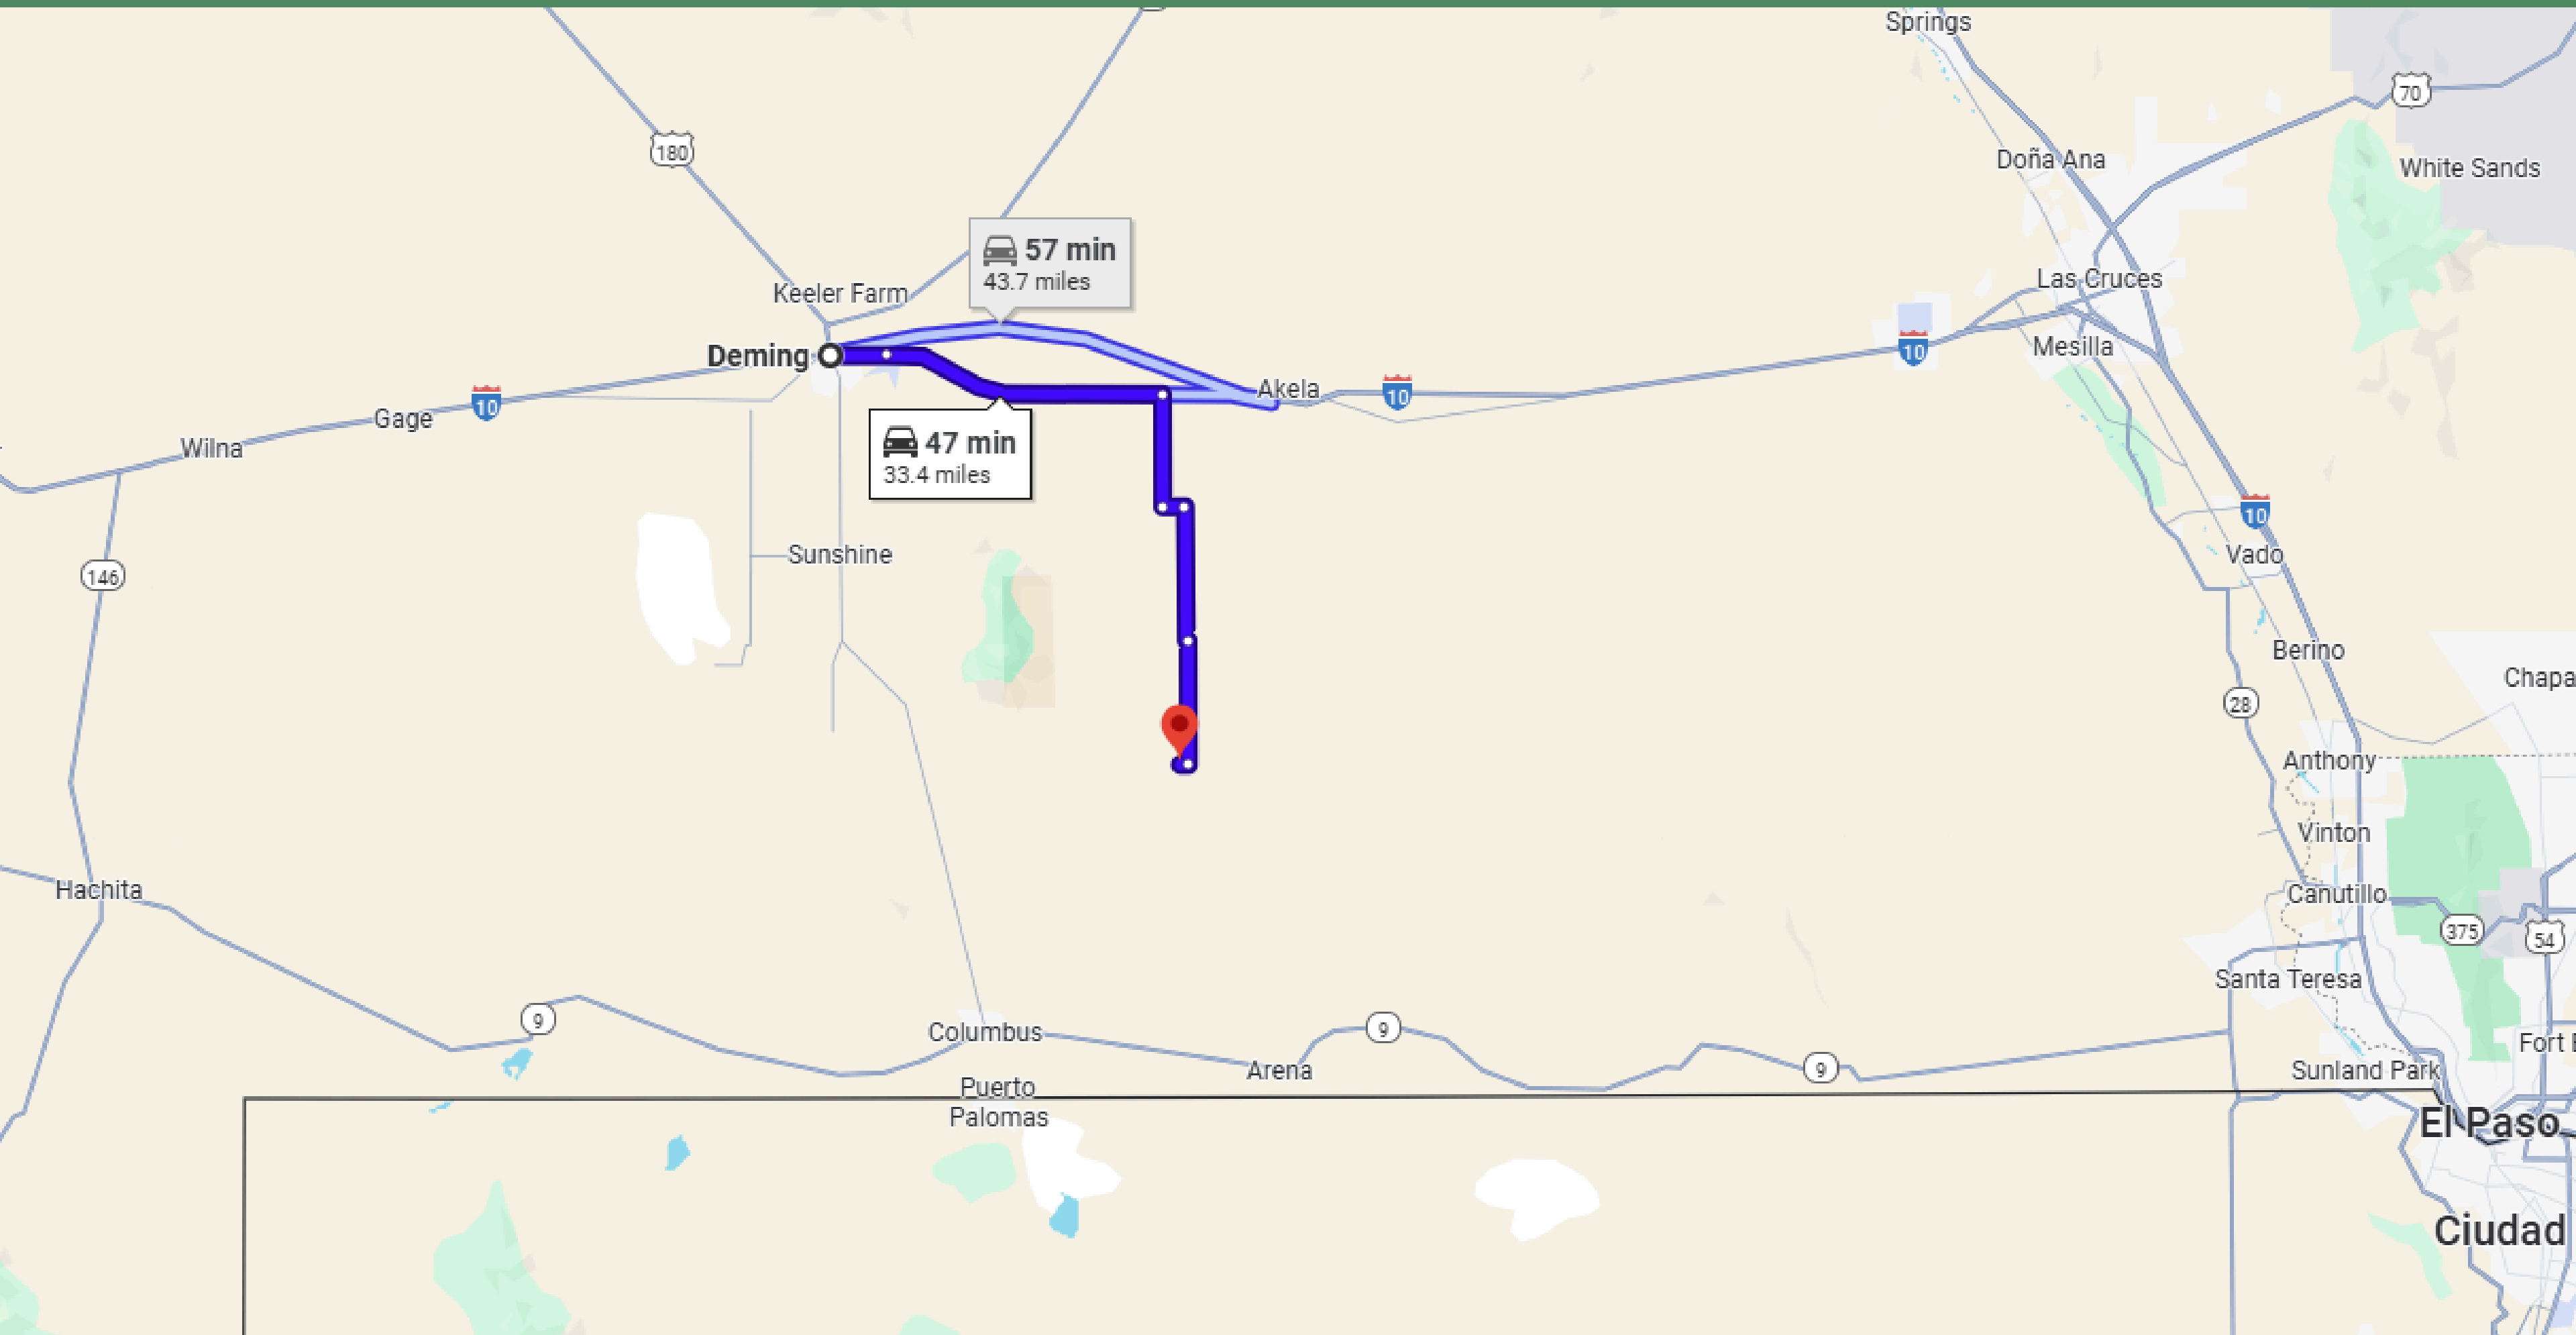 Springs
70
Doña Ana
White Sands
180
57 min
43.7 miles
Keeler Farm
Las Cruces
Deming
10
Mesilla
Akela
10
10
Gage
Wilna
47 min
33.4 miles
10
Sunshine
Vado
146
Berino
Chapa
28
Anthony
Vinton
Hachita
Canutillo
375
54
Santa Teresa
9
Columbus
9
Fort
Arena
9
Sunland Park
Puerto
Palomas
El Paso
Ciudad